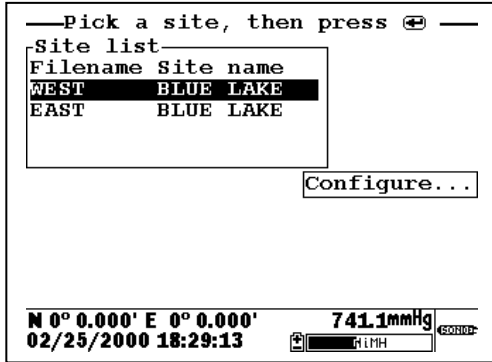 Pick a site, then press
Site list
Filename Site name
WEST BLUE LAKE
EAST BLUE LAKE
Configure...
N 0° 0.000' E 0° 0.000' 741.1mmHg
02/25/2000 18:29:13 NiMH SONDE